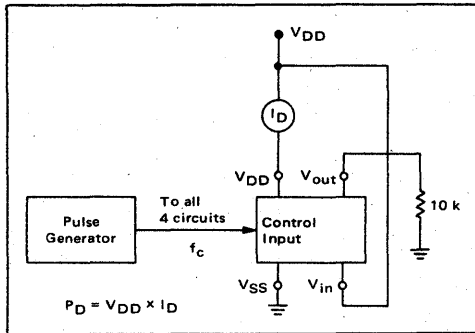 V_DD
I_D
V_DD
V_out
10 k
To all
4 circuits
f_c
Pulse
Generator
Control
Input
V_SS
V_in
P_D = V_DD × I_D